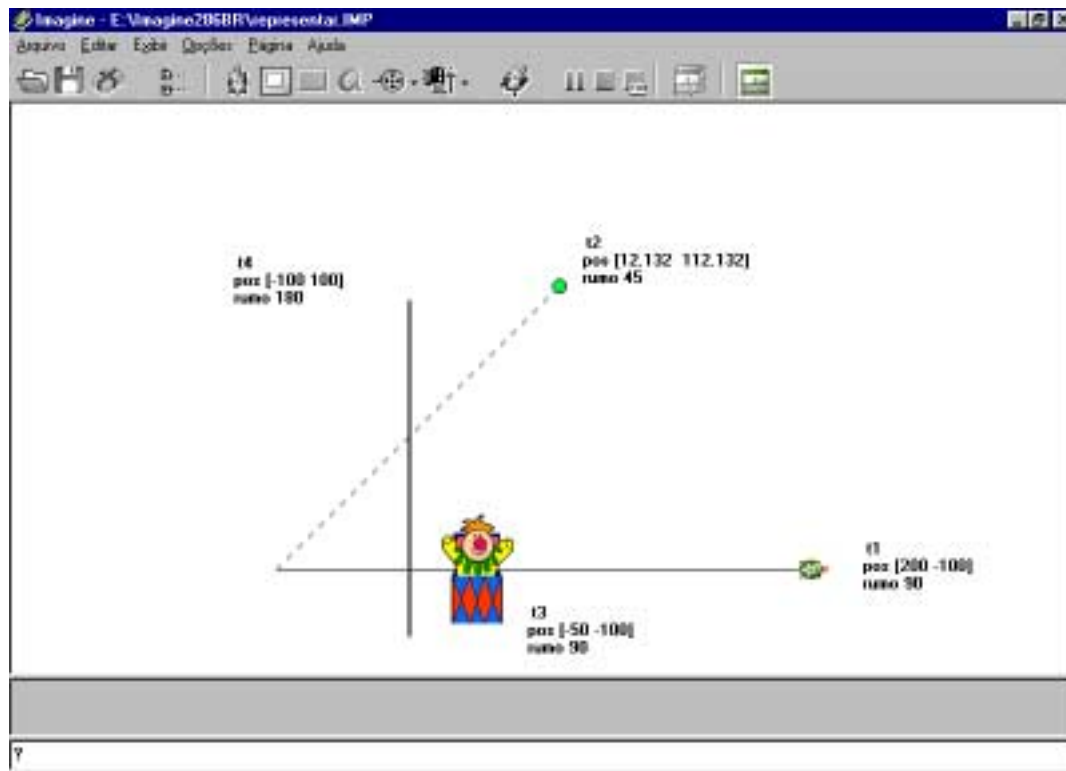 Imagine - E:\Imagine206BR\representar.IMP
Arquivo Editar Exibe Opções Página Ajuda
t2
pos [12.132 112.132]
rumo 45
t4
pos [-100 100]
rumo 180
t1
pos [200 -100]
rumo 90
t3
pos [-50 -100]
rumo 90
?